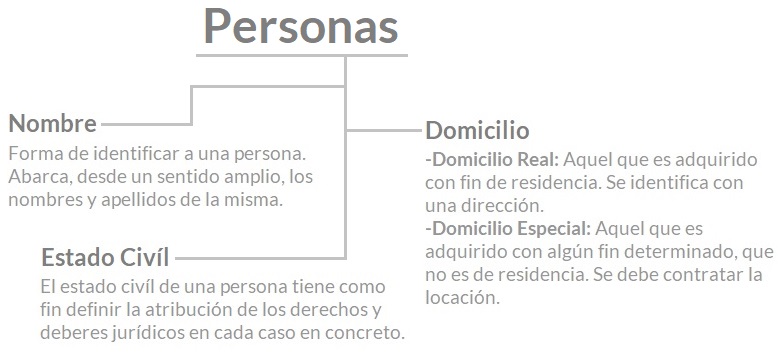 Personas
Nombre
Forma de identificar a una persona.
Abarca, desde un sentido amplio, los
nombres y apellidos de la misma.
Domicilio
-Domicilio Real: Aquel que es adquirido
con fin de residencia. Se identifica con
una dirección.
-Domicilio Especial: Aquel que es
adquirido con algún fin determinado, que
no es de residencia. Se debe contratar la
locación.
Estado Civíl
El estado civíl de una persona tiene como
fin definir la atribución de los derechos y
deberes jurídicos en cada caso en concreto.